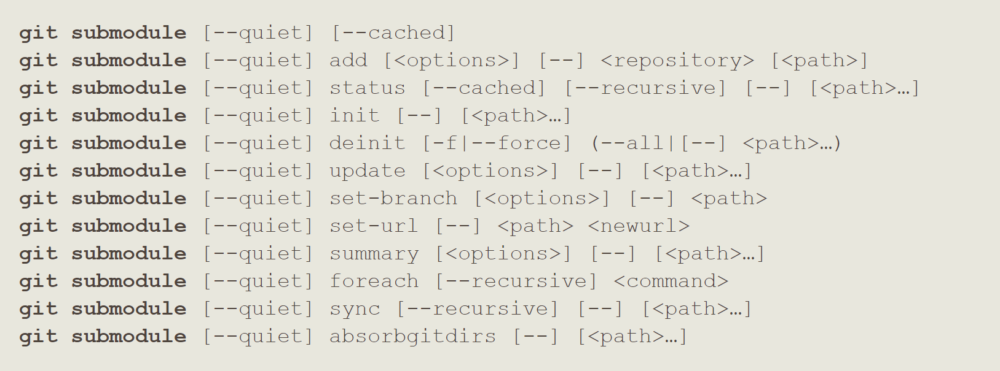 git submodule [--quiet] [--cached]
git submodule [--quiet] add [<options>] [--] <repository> [<path>]
git submodule [--quiet] status [--cached] [--recursive] [--] [<path>…]
git submodule [--quiet] init [--] [<path>…]
git submodule [--quiet] deinit [-f|--force] (--all|[--] <path>…)
git submodule [--quiet] update [<options>] [--] [<path>…]
git submodule [--quiet] set-branch [<options>] [--] <path>
git submodule [--quiet] set-url [--] <path> <newurl>
git submodule [--quiet] summary [<options>] [--] [<path>…]
git submodule [--quiet] foreach [--recursive] <command>
git submodule [--quiet] sync [--recursive] [--] [<path>…]
git submodule [--quiet] absorbgitdirs [--] [<path>…]